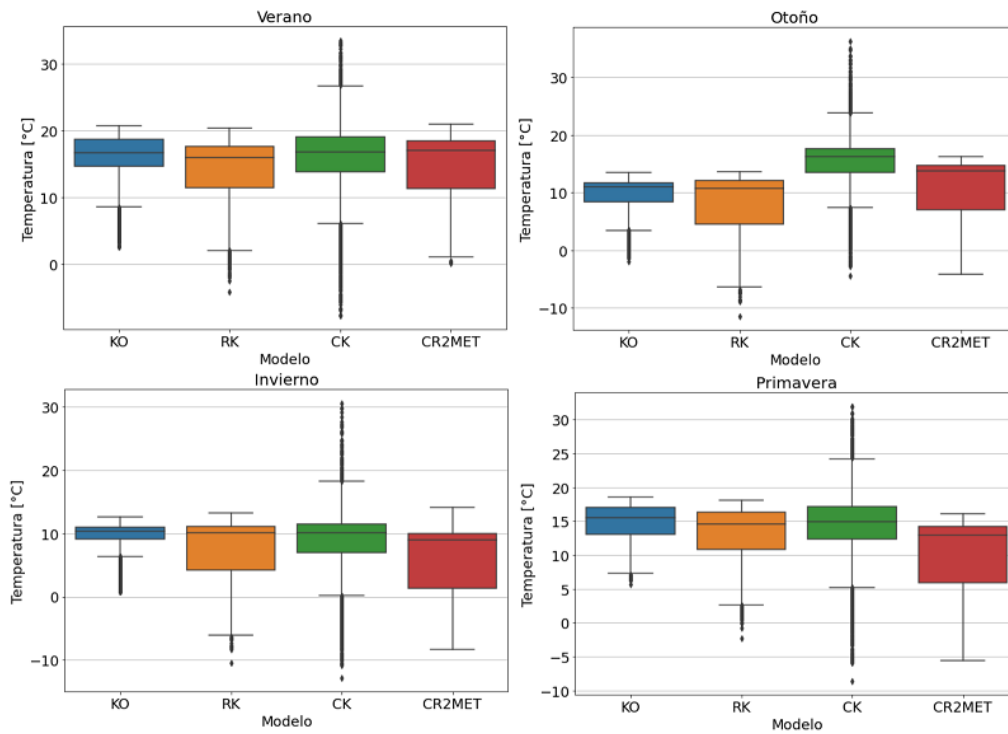 Verano
Temperatura [°C]
30
20
10
0
KO RK CK CR2MET
Modelo
Otoño
Temperatura [°C]
30
20
10
0
−10
KO RK CK CR2MET
Modelo
Invierno
Temperatura [°C]
30
20
10
0
−10
KO RK CK CR2MET
Modelo
Primavera
Temperatura [°C]
30
25
20
15
10
5
0
−5
−10
KO RK CK CR2MET
Modelo